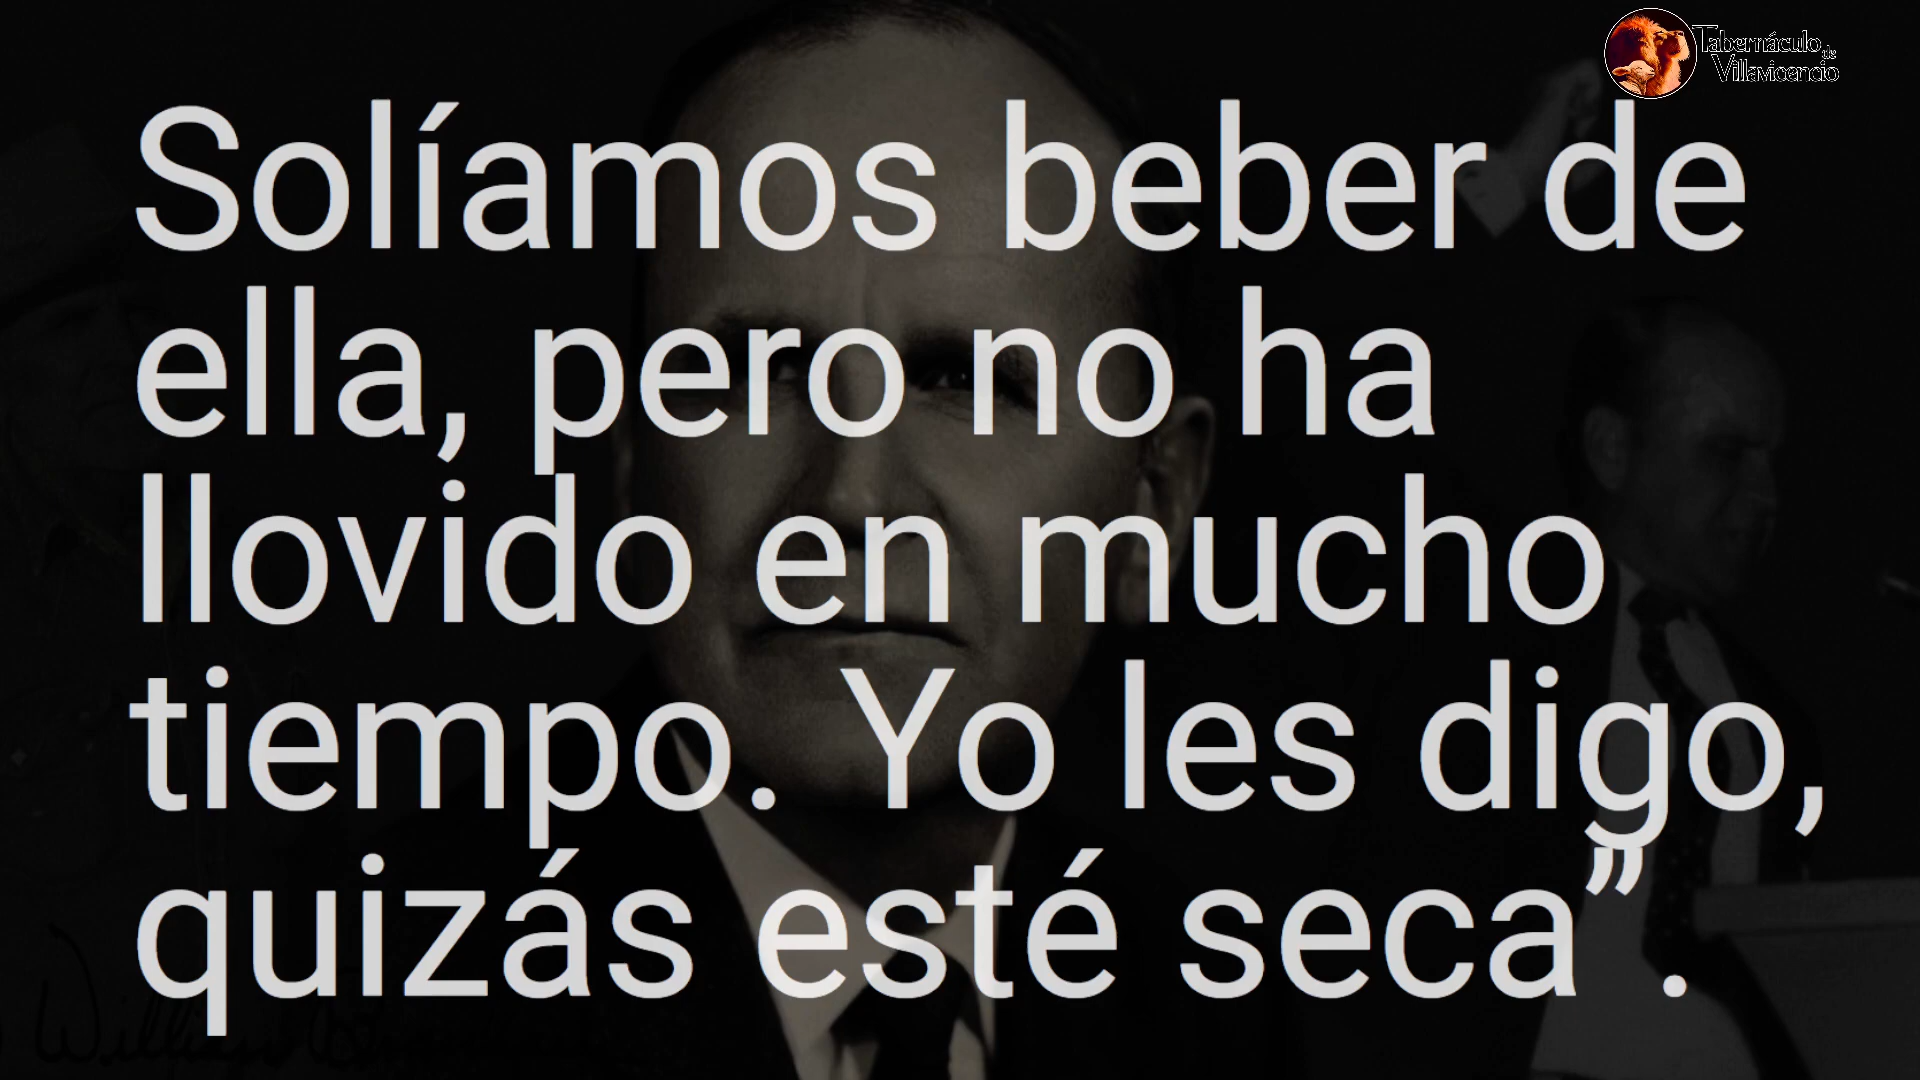 Tabernáculo de
Villavicencio
Solíamos beber de
ella, pero no ha
llovido en mucho
tiempo. Yo les digo,
quizás esté seca”.
William